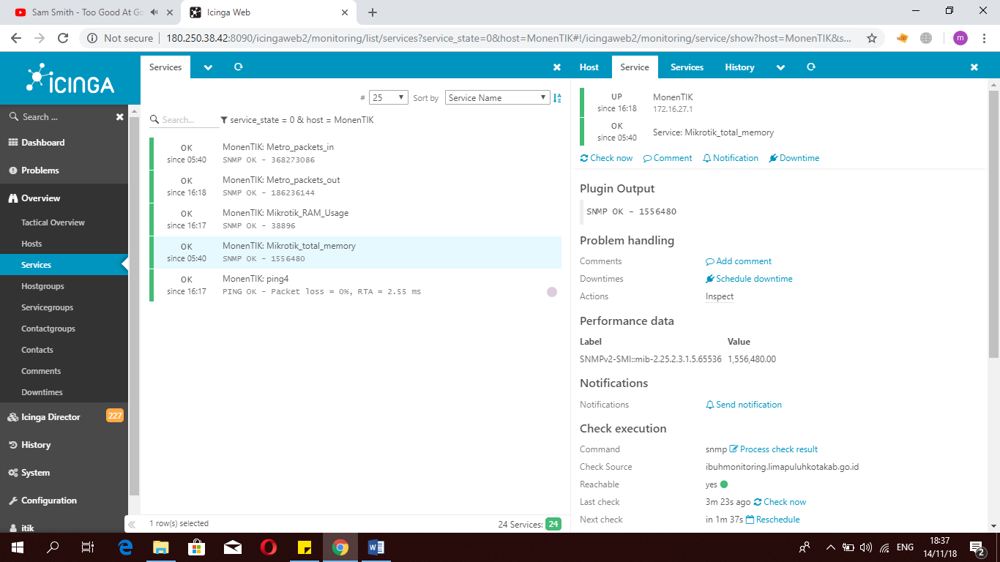 Sam Smith - Too Good At Go
Icinga Web
Not secure | 180.250.38.42:8090/icingaweb2/monitoring/list/services?service_state=0&host=MonenTIK#!/icingaweb2/monitoring/service/show?host=MonenTIK&s...
m
ICINGA
Search ...
Dashboard
Problems
Overview
Tactical Overview
Hosts
Services
Hostgroups
Servicegroups
Contactgroups
Contacts
Comments
Downtimes
Icinga Director 227
History
System
Configuration
itik
Services
# 25 Sort by Service Name
Search... service_state = 0 & host = MonenTIK
OK MonenTIK: Metro_packets_in
since 05:40 SNMP OK - 368273086
OK MonenTIK: Metro_packets_out
since 16:18 SNMP OK - 186236144
OK MonenTIK: Mikrotik_RAM_Usage
since 16:17 SNMP OK - 38896
OK MonenTIK: Mikrotik_total_memory
since 05:40 SNMP OK - 1556480
OK MonenTIK: ping4
since 16:17 PING OK - Packet loss = 0%, RTA = 2.55 ms
1 row(s) selected
24 Services: 24
Host Service Services History
UP MonenTIK
since 16:18 172.16.27.1
OK Service: Mikrotik_total_memory
since 05:40
Check now Comment Notification Downtime
Plugin Output
SNMP OK - 1556480
Problem handling
Comments Add comment
Downtimes Schedule downtime
Actions Inspect
Performance data
Label Value
SNMPv2-SMI::mib-2.25.2.3.1.5.65536 1,556,480.00
Notifications
Notifications Send notification
Check execution
Command snmp Process check result
Check Source ibuhmonitoring.limapuluhkotakab.go.id
Reachable yes
Last check 3m 23s ago Check now
Next check in 1m 37s Reschedule
ENG
18:37
14/11/18
2